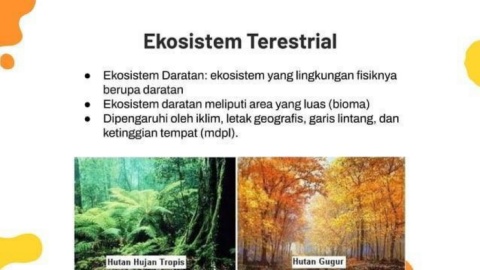 Ekosistem Terestrial
● Ekosistem Daratan: ekosistem yang lingkungan fisiknya
berupa daratan
● Ekosistem daratan meliputi area yang luas (bioma)
● Dipengaruhi oleh iklim, letak geografis, garis lintang, dan
ketinggian tempat (mdpl).
Hutan Hujan Tropis
Hutan Gugur